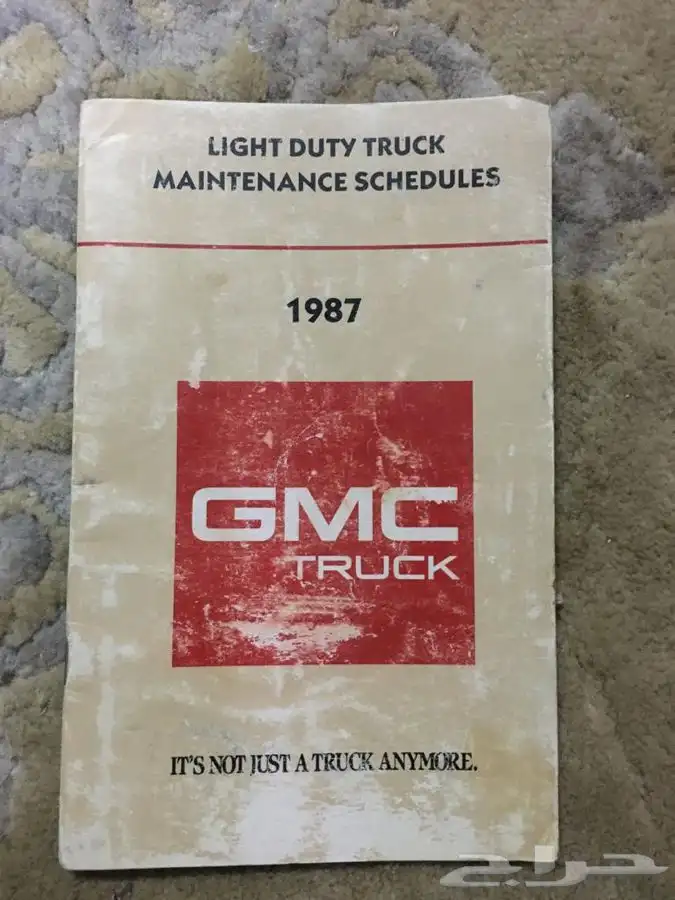 LIGHT DUTY TRUCK
MAINTENANCE SCHEDULES
1987
GMC
TRUCK
IT'S NOT JUST A TRUCK ANYMORE.
حراج